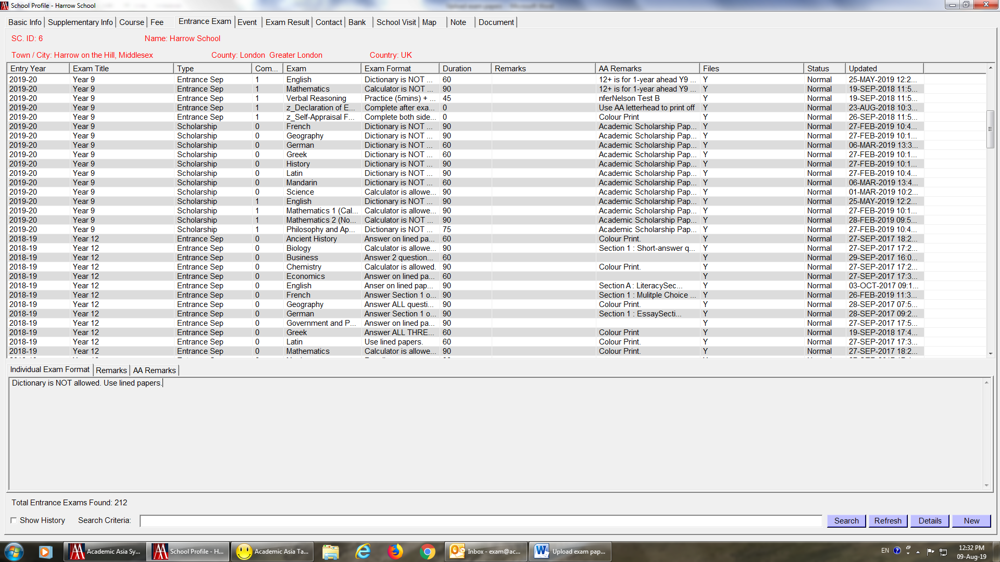 School Profile - Harrow School
Basic Info Supplementary Info Course Fee Entrance Exam Event Exam Result Contact Bank School Visit Map Note Document
SC. ID: 6 Name: Harrow School
Town / City: Harrow on the Hill, Middlesex County: London Greater London Country: UK
Entry Year Exam Title Type Com... Exam Exam Format Duration Remarks AA Remarks Files Status Updated
2019-20 Year 9 Entrance Sep 1 English Dictionary is NOT ... 60 12+ is for 1-year ahead Y9 ... Y Normal 25-MAY-2019 12:2...
2019-20 Year 9 Entrance Sep 1 Mathematics Calculator is NOT ... 90 12+ is for 1-year ahead Y9 ... Y Normal 19-SEP-2018 11:5...
2019-20 Year 9 Entrance Sep 1 Verbal Reasoning Practice (5mins) + ... 45 nferNelson Test B Y Normal 19-SEP-2018 11:5...
2019-20 Year 9 Entrance Sep 1 z_Declaration of E... Complete after exa... 0 Use AA letterhead to print off Y Normal 23-AUG-2018 10:3...
2019-20 Year 9 Entrance Sep 1 z_Self-Appraisal F... Complete both side... 0 Colour Print Y Normal 26-SEP-2018 11:5...
2019-20 Year 9 Scholarship 0 French Dictionary is NOT ... 90 Academic Scholarship Pap... Y Normal 27-FEB-2019 10:4...
2019-20 Year 9 Scholarship 0 Geography Dictionary is NOT ... 90 Academic Scholarship Pap... Y Normal 27-FEB-2019 10:1...
2019-20 Year 9 Scholarship 0 German Dictionary is NOT ... 60 Academic Scholarship Pap... Y Normal 06-MAR-2019 13:3...
2019-20 Year 9 Scholarship 0 Greek Dictionary is NOT ... 60 Academic Scholarship Pap... Y Normal 27-FEB-2019 10:1...
2019-20 Year 9 Scholarship 0 History Dictionary is NOT ... 90 Academic Scholarship Pap... Y Normal 27-FEB-2019 10:1...
2019-20 Year 9 Scholarship 0 Latin Dictionary is NOT ... 90 Academic Scholarship Pap... Y Normal 27-FEB-2019 10:4...
2019-20 Year 9 Scholarship 0 Mandarin Dictionary is NOT ... 60 Academic Scholarship Pap... Y Normal 06-MAR-2019 13:4...
2019-20 Year 9 Scholarship 0 Science Calculator is allowe... 90 Academic Scholarship Pap... Y Normal 01-MAR-2019 10:2...
2019-20 Year 9 Scholarship 1 English Dictionary is NOT ... 90 Academic Scholarship Pap... Y Normal 25-MAY-2019 12:2...
2019-20 Year 9 Scholarship 1 Mathematics 1 (Cal... Calculator is allowe... 90 Academic Scholarship Pap... Y Normal 27-FEB-2019 10:1...
2019-20 Year 9 Scholarship 1 Mathematics 2 (No... Calculator is NOT ... 90 Academic Scholarship Pap... Y Normal 28-FEB-2019 09:5...
2019-20 Year 9 Scholarship 1 Philosophy and Ap... Dictionary is NOT ... 75 Academic Scholarship Pap... Y Normal 27-FEB-2019 10:4...
2018-19 Year 12 Entrance Sep 0 Ancient History Answer on lined pa... 60 Colour Print. Y Normal 27-SEP-2017 18:2...
2018-19 Year 12 Entrance Sep 0 Biology Calculator is allowe... 90 Section 1 : Short-answer q... Y Normal 27-SEP-2017 17:2...
2018-19 Year 12 Entrance Sep 0 Business Answer 2 question... 60 Y Normal 29-SEP-2017 16:0...
2018-19 Year 12 Entrance Sep 0 Chemistry Calculator is allowed. 90 Colour Print. Y Normal 27-SEP-2017 17:2...
2018-19 Year 12 Entrance Sep 0 Economics Answer on lined pa... 60 Y Normal 27-SEP-2017 17:3...
2018-19 Year 12 Entrance Sep 0 English Anser on lined pap... 90 Section A : LiteracySec... Y Normal 03-OCT-2017 09:1...
2018-19 Year 12 Entrance Sep 0 French Answer Section 1 o... 90 Section 1 : Mulitple Choice ... Y Normal 26-FEB-2019 11:3...
2018-19 Year 12 Entrance Sep 0 Geography Answer ALL questi... 90 Colour Print. Y Normal 28-SEP-2017 07:5...
2018-19 Year 12 Entrance Sep 0 German Answer Section 1 o... 90 Section 1 : EssaySecti... Y Normal 28-SEP-2017 09:2...
2018-19 Year 12 Entrance Sep 0 Government and P... Answer on lined pa... 90 Y Normal 27-SEP-2017 17:5...
2018-19 Year 12 Entrance Sep 0 Greek Answer ALL THRE... 60 Colour Print Y Normal 19-SEP-2018 17:4...
2018-19 Year 12 Entrance Sep 0 Latin Use lined papers. 60 Colour Print. Y Normal 27-SEP-2017 17:3...
2018-19 Year 12 Entrance Sep 0 Mathematics Calculator is allowe... 90 Colour Print. Y Normal 27-SEP-2017 18:2...
Individual Exam Format Remarks AA Remarks
Dictionary is NOT allowed. Use lined papers.
Total Entrance Exams Found: 212
Show History Search Criteria: Search Refresh Details New
Academic Asia Sy... School Profile - H... Academic Asia Ta... Inbox - exam@ac... Upload exam pap... EN 12:32 PM
09-Aug-19